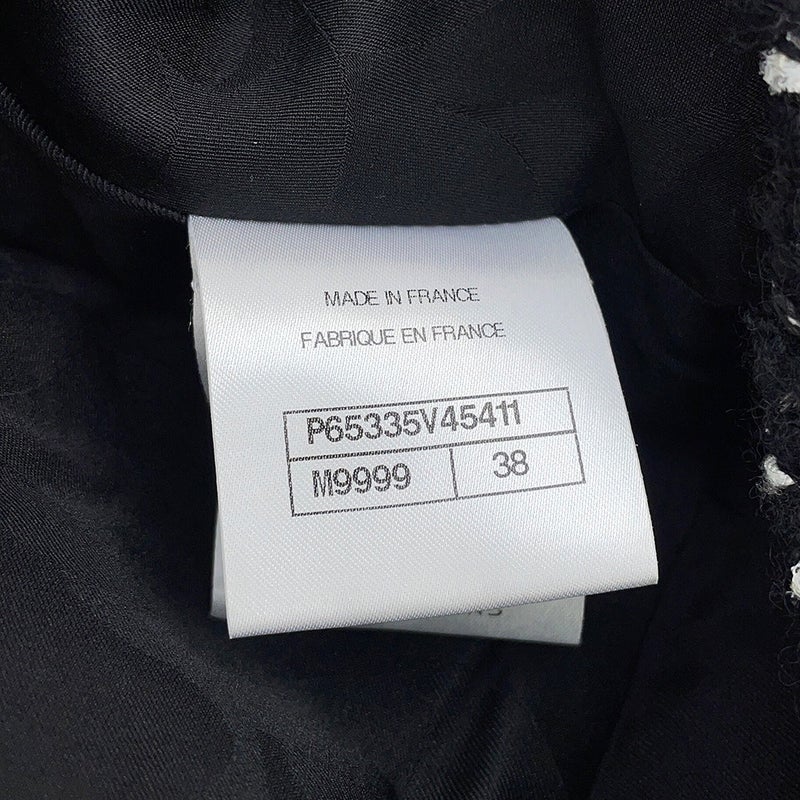 MADE IN FRANCE
FABRIQUE EN FRANCE
P65335V45411
M9999 38